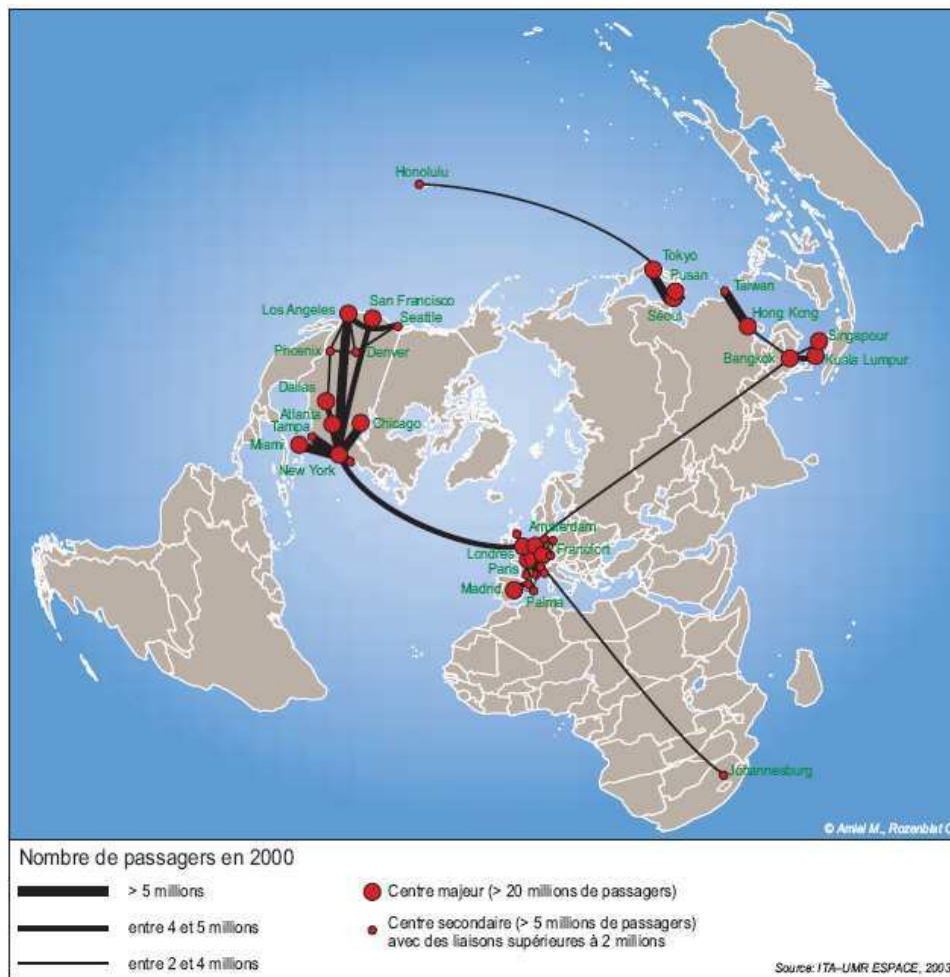 Honolulu
Tokyo
Pusan
Séoul
Taiwan
Hong Kong
Singapour
Bangkok
Kuala Lumpur
Los Angeles
San Francisco
Seattle
Phoenix
Denver
Dallas
Atlanta
Tampa
Chicago
Miami
New York
Amsterdam
Londres
Francfort
Paris
Madrid
Palma
Johannesburg
© Amiel M., Rozenblat C
Nombre de passagers en 2000
> 5 millions
entre 4 et 5 millions
entre 2 et 4 millions
Centre majeur (> 20 millions de passagers)
Centre secondaire (> 5 millions de passagers)
avec des liaisons supérieures à 2 millions
Source: ITA-UMR ESPACE, 2003